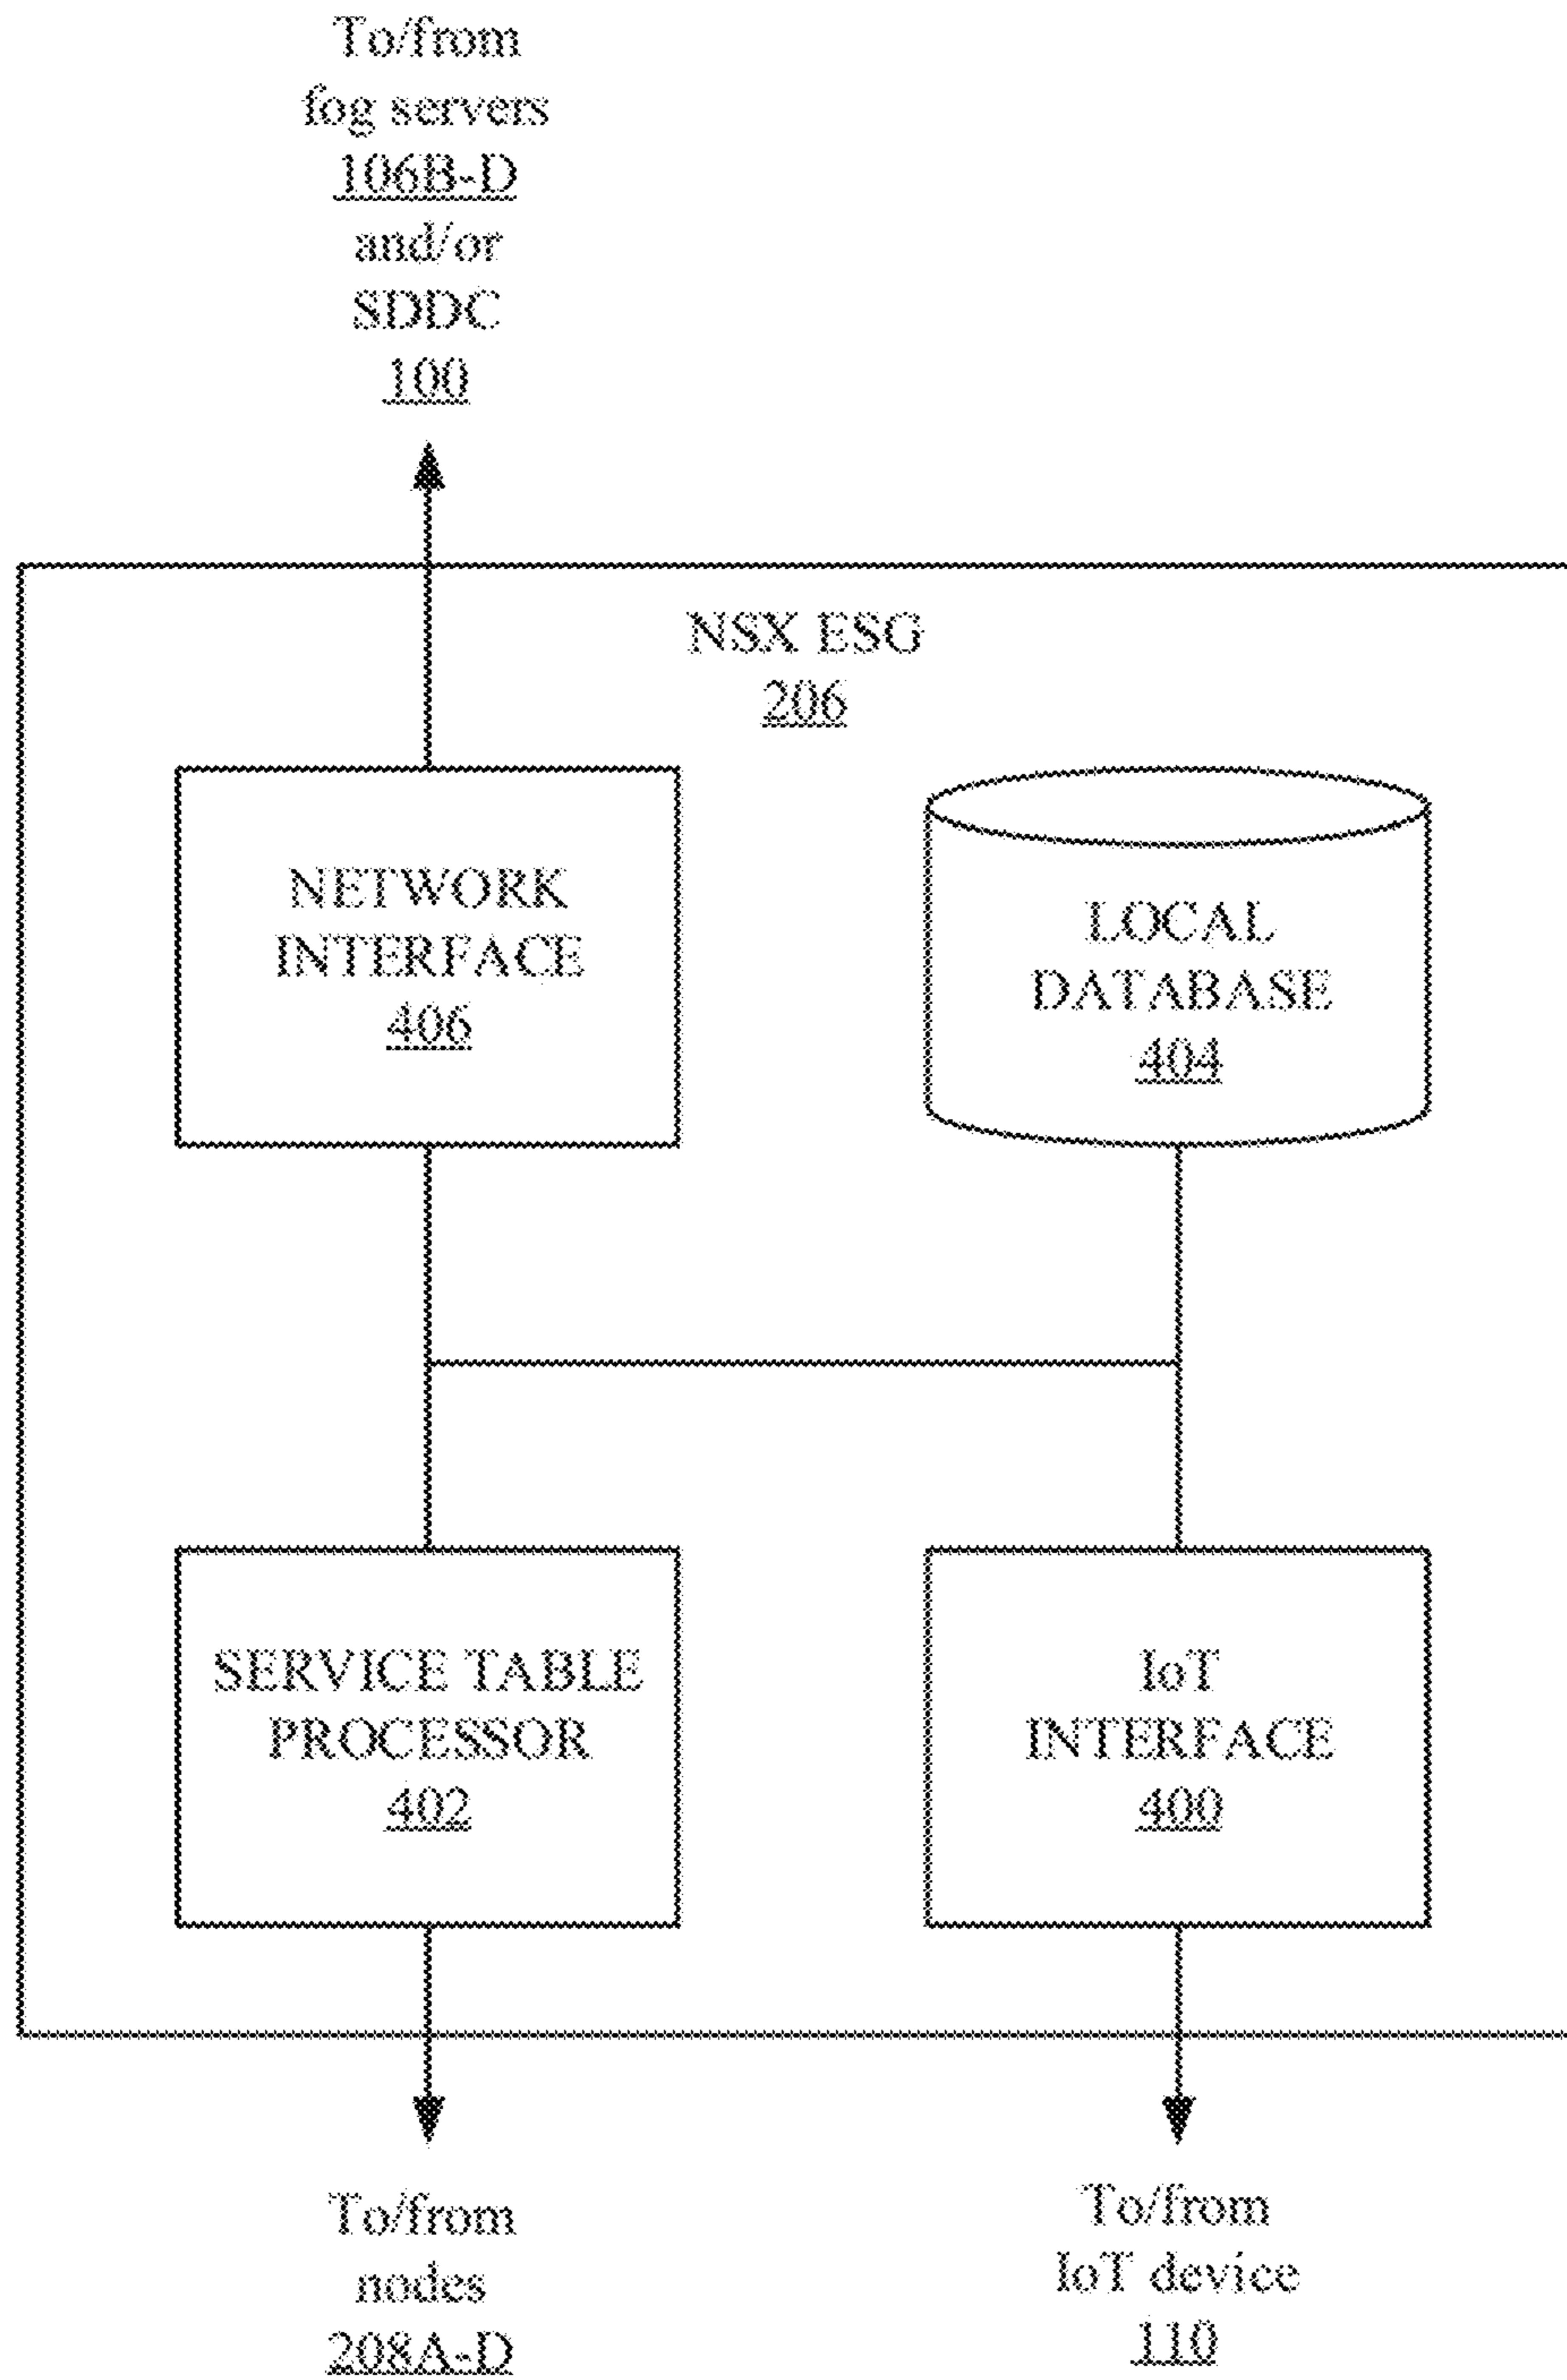 To/from
fog servers
106B-D
and/or
SDDC
100
NSX ESG
206
NETWORK
INTERFACE
406
LOCAL
DATABASE
404
SERVICE TABLE
PROCESSOR
402
IoT
INTERFACE
400
To/from
nodes
208A-D
To/from
IoT device
110